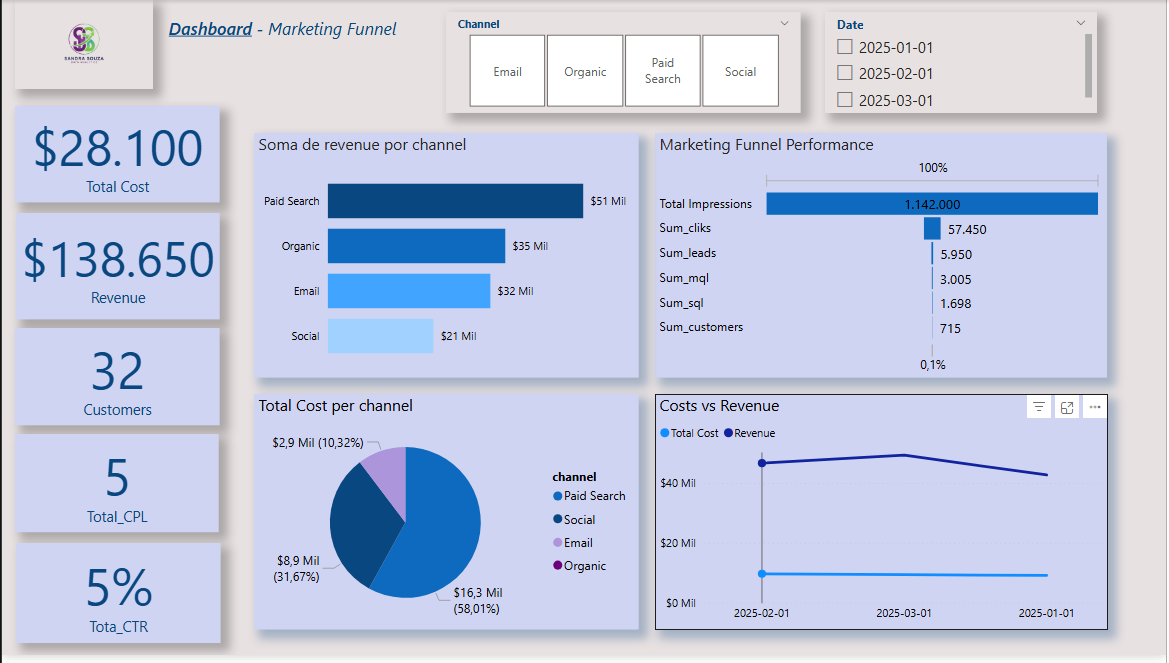 SANDRA SOUZA
Dashboard - Marketing Funnel
Channel
Email
Organic
Paid
Search
Social
Date
2025-01-01
2025-02-01
2025-03-01
$28.100
Total Cost
$138.650
Revenue
32
Customers
5
Total_CPL
5%
Tota_CTR
Soma de revenue por channel
Paid Search $51 Mil
Organic $35 Mil
Email $32 Mil
Social $21 Mil
Marketing Funnel Performance
100%
Total Impressions 1.142.000
Sum_cliks 57.450
Sum_leads 5.950
Sum_mql 3.005
Sum_sql 1.698
Sum_customers 715
0,1%
Total Cost per channel
$2,9 Mil (10,32%)
$8,9 Mil
(31,67%)
$16,3 Mil
(58,01%)
channel
Paid Search
Social
Email
Organic
Costs vs Revenue
Total Cost Revenue
$40 Mil
$20 Mil
$0 Mil
2025-02-01 2025-03-01 2025-01-01